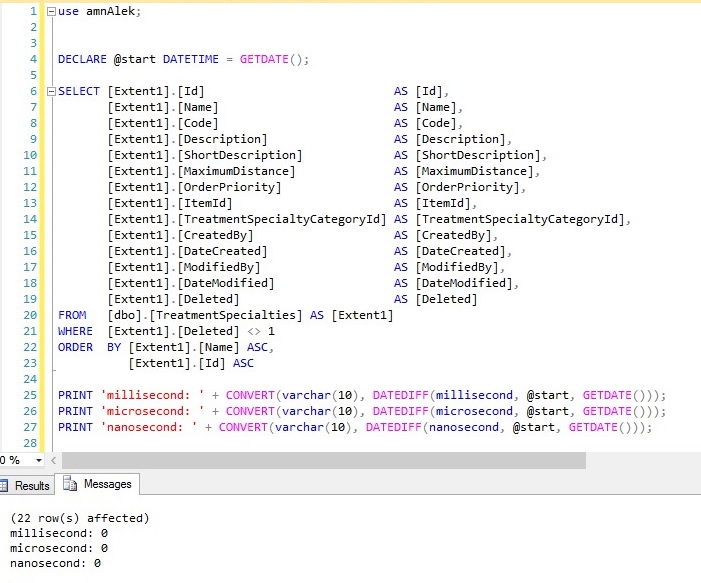 1 use amnAlek;
2
3
4 DECLARE @start DATETIME = GETDATE();
5
6 SELECT [Extent1].[Id] AS [Id],
7 [Extent1].[Name] AS [Name],
8 [Extent1].[Code] AS [Code],
9 [Extent1].[Description] AS [Description],
10 [Extent1].[ShortDescription] AS [ShortDescription],
11 [Extent1].[MaximumDistance] AS [MaximumDistance],
12 [Extent1].[OrderPriority] AS [OrderPriority],
13 [Extent1].[ItemId] AS [ItemId],
14 [Extent1].[TreatmentSpecialtyCategoryId] AS [TreatmentSpecialtyCategoryId],
15 [Extent1].[CreatedBy] AS [CreatedBy],
16 [Extent1].[DateCreated] AS [DateCreated],
17 [Extent1].[ModifiedBy] AS [ModifiedBy],
18 [Extent1].[DateModified] AS [DateModified],
19 [Extent1].[Deleted] AS [Deleted]
20 FROM [dbo].[TreatmentSpecialties] AS [Extent1]
21 WHERE [Extent1].[Deleted] <> 1
22 ORDER BY [Extent1].[Name] ASC,
23 [Extent1].[Id] ASC
24
25 PRINT 'millisecond: ' + CONVERT(varchar(10), DATEDIFF(millisecond, @start, GETDATE()));
26 PRINT 'microsecond: ' + CONVERT(varchar(10), DATEDIFF(microsecond, @start, GETDATE()));
27 PRINT 'nanosecond: ' + CONVERT(varchar(10), DATEDIFF(nanosecond, @start, GETDATE()));
28
0 %
Results Messages
(22 row(s) affected)
millisecond: 0
microsecond: 0
nanosecond: 0